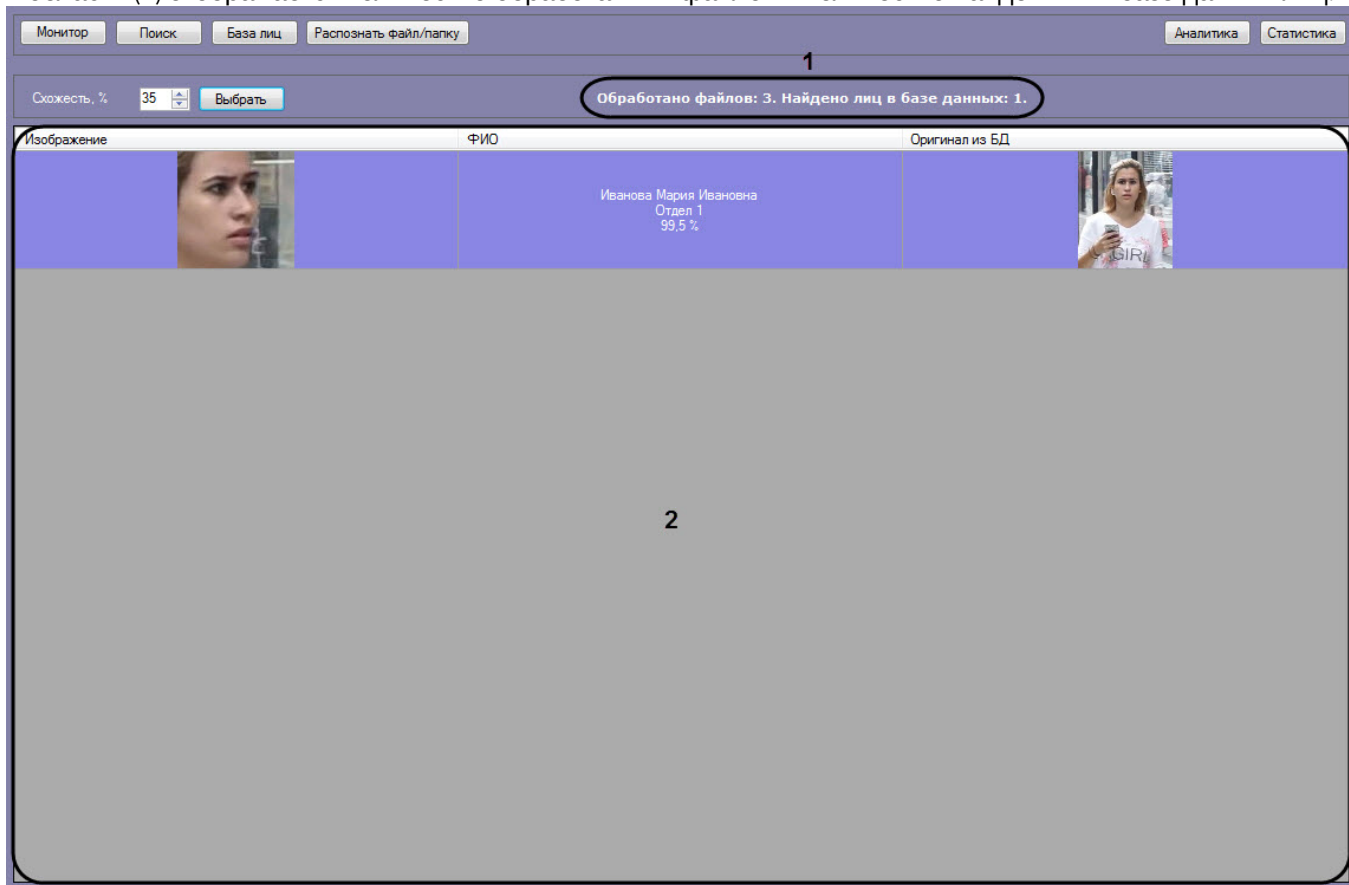 Монитор Поиск База лиц Распознать файл/папку Аналитика Статистика
1
Схожесть, % 35 Выбрать Обработано файлов: 3. Найдено лиц в базе данных: 1.
Изображение ФИО Оригинал из БД
Иванова Мария Ивановна
Отдел 1
99,5 %
GIRL
2